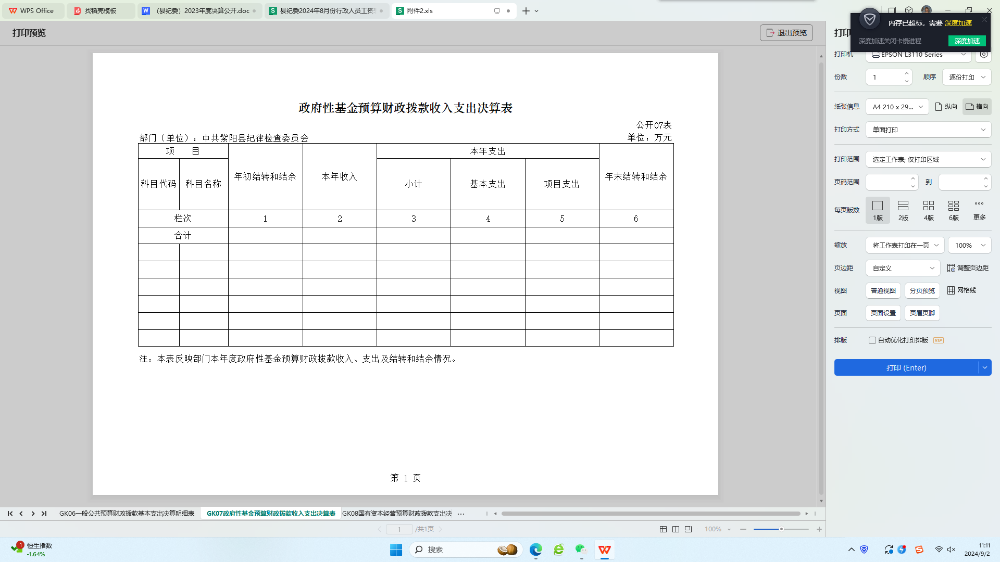 WPS Office
找稻壳模板
（县纪委）2023年度决算公开.doc
县纪委2024年8月份行政人员工资
附件2.xls
打印预览
退出预览
内存已超标，需要 深度加速
深度加速关闭卡慢进程
深度加速
打印机
EPSON L3110 Series
份数
1
顺序
逐份打印
纸张信息
A4 210 x 29...
纵向
横向
打印方式
单面打印
打印范围
选定工作表; 仅打印区域
页码范围
到
每页版数
1版
2版
4版
6版
更多
缩放
将工作表打印在一页
100%
页边距
自定义
调整页边距
视图
普通视图
分页预览
网格线
页面
页面设置
页眉页脚
排版
自动优化打印排版
VIP
打印 (Enter)
政府性基金预算财政拨款收入支出决算表
公开07表
部门（单位）：中共紫阳县纪律检查委员会
单位：万元
项 目
年初结转和结余
本年收入
本年支出
年末结转和结余
科目代码
科目名称
小计
基本支出
项目支出
栏次
1
2
3
4
5
6
合计
注：本表反映部门本年度政府性基金预算财政拨款收入、支出及结转和结余情况。
第 1 页
GK06一般公共预算财政拨款基本支出决算明细表
GK07政府性基金预算财政拨款收入支出决算表
GK08国有资本经营预算财政拨款支出决
1
/共1页
100%
1
恒生指数
-1.64%
搜索
11:11
2024/9/2